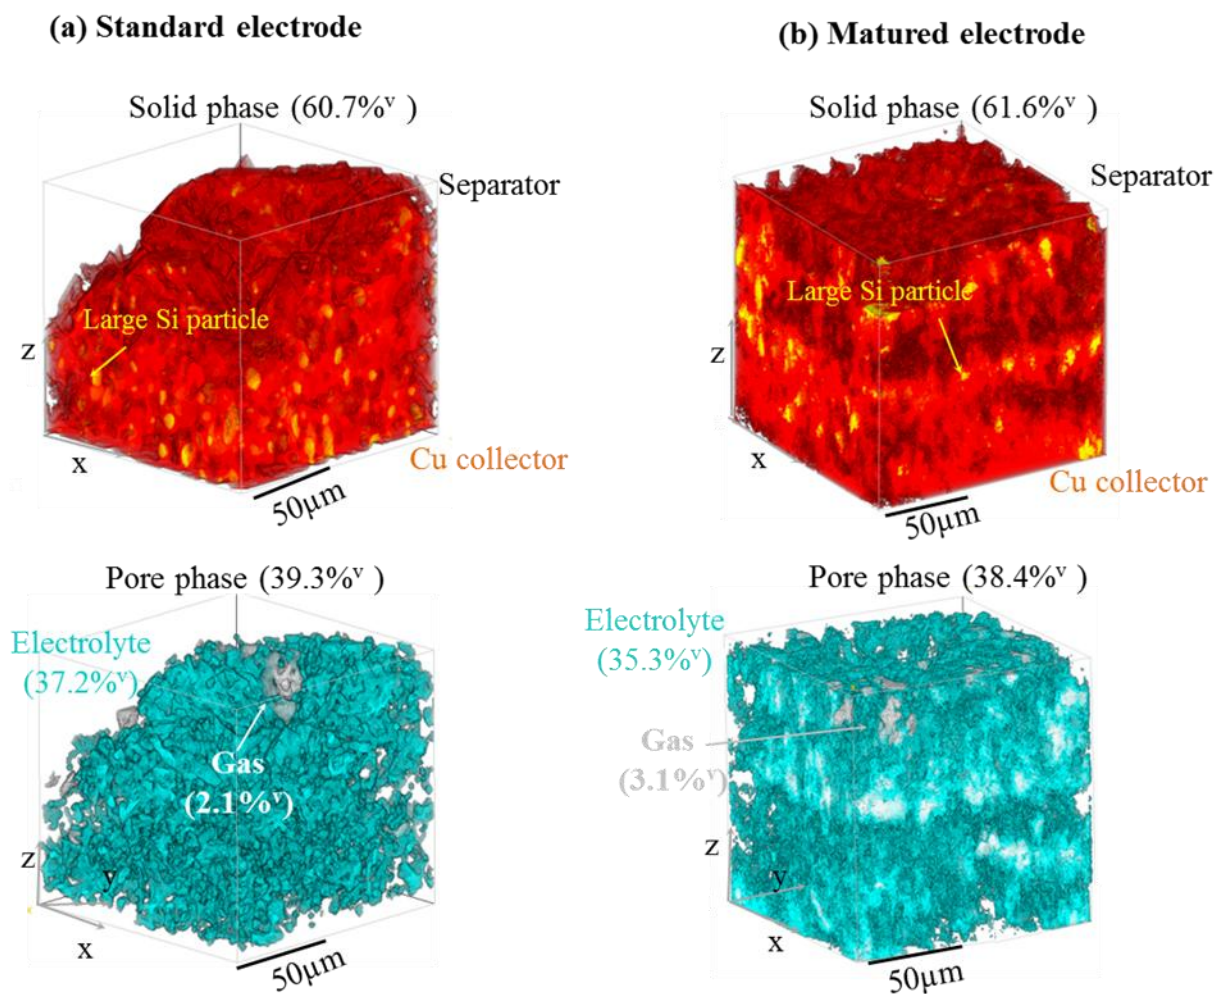 (a) Standard electrode
(b) Matured electrode
Solid phase (60.7%ᵛ )
Separator
Large Si particle
z
x
Cu collector
50µm
Solid phase (61.6%ᵛ )
Separator
Large Si particle
z
x
Cu collector
50µm
Pore phase (39.3%ᵛ )
Electrolyte
(37.2%ᵛ)
Gas
(2.1%ᵛ)
z
y
x
50µm
Pore phase (38.4%ᵛ )
Electrolyte
(35.3%ᵛ)
Gas
(3.1%ᵛ)
z
y
x
50µm